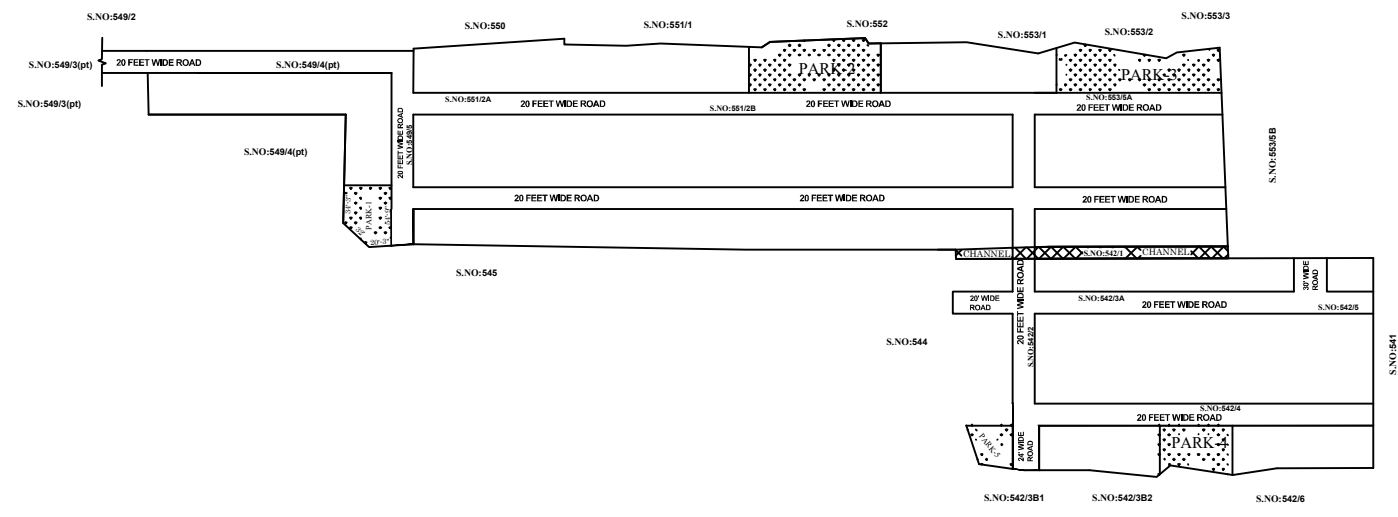 S.NO:549/2
S.NO:550
S.NO:551/1
S.NO:552
S.NO:553/1
S.NO:553/2
S.NO:553/3
S.NO:549/3(pt)
20 FEET WIDE ROAD
S.NO:549/4(pt)
PARK-2
PARK-3
S.NO:549/3(pt)
S.NO:551/2A
20 FEET WIDE ROAD
S.NO:551/2B
20 FEET WIDE ROAD
S.NO:553/5A
20 FEET WIDE ROAD
20 FEET WIDE ROAD
S.NO:549/5
S.NO:549/4(pt)
S.NO:553/5B
20 FEET WIDE ROAD
20 FEET WIDE ROAD
20 FEET WIDE ROAD
34'-3"
PARK-1
54'-9"
32'
20'-3"
S.NO:545
CHANNEL
S.NO:542/1
CHANNEL
20 FEET WIDE ROAD
S.NO:542/2
20' WIDE
ROAD
S.NO:542/3A
20 FEET WIDE ROAD
30' WIDE
ROAD
S.NO:542/5
S.NO:544
S.NO:541
S.NO:542/4
20 FEET WIDE ROAD
PARK-5
24' WIDE
ROAD
PARK-4
S.NO:542/3B1
S.NO:542/3B2
S.NO:542/6